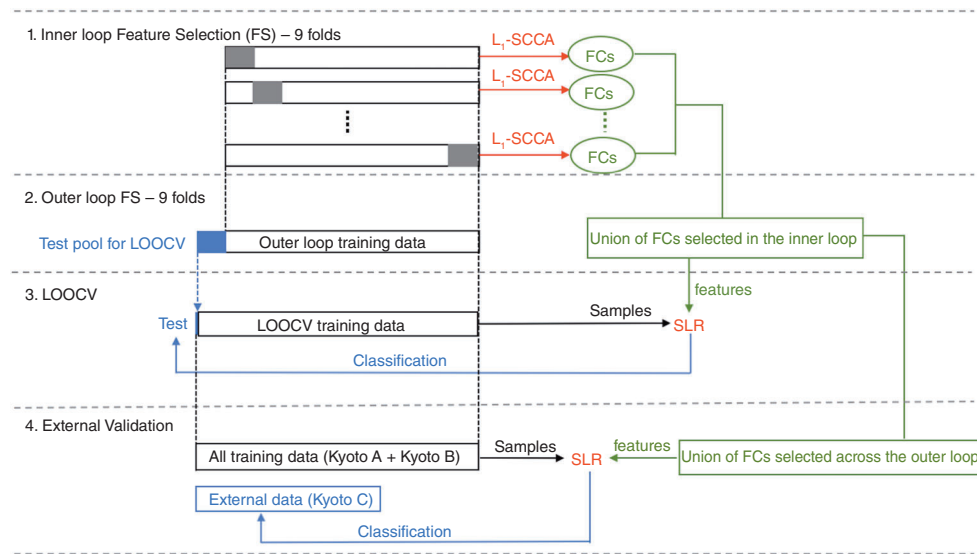 1. Inner loop Feature Selection (FS) – 9 folds
L1-SCCA
FCs
L1-SCCA
FCs
L1-SCCA
FCs
2. Outer loop FS – 9 folds
Test pool for LOOCV
Outer loop training data
Union of FCs selected in the inner loop
3. LOOCV
features
Test
LOOCV training data
Samples
SLR
Classification
4. External Validation
All training data (Kyoto A + Kyoto B)
Samples
SLR
features
Union of FCs selected across the outer loop
External data (Kyoto C)
Classification